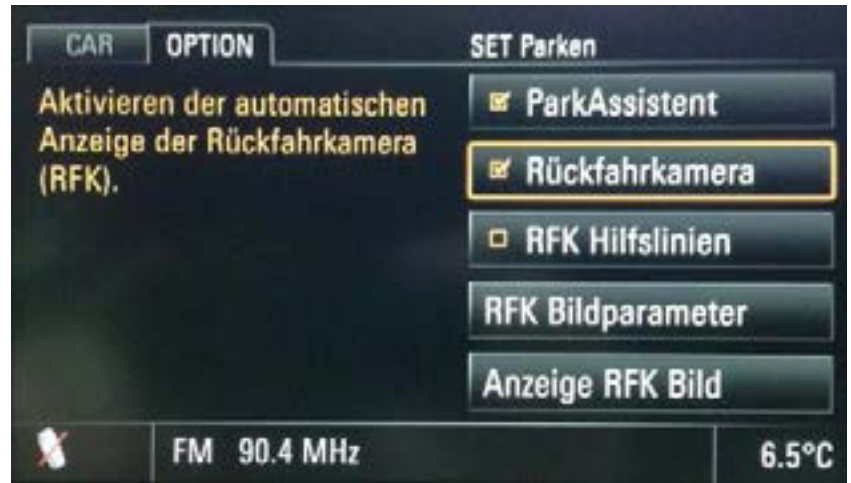 CAR
OPTION
SET Parken
Aktivieren der automatischen
Anzeige der Rückfahrkamera
(RFK).
ParkAssistent
Rückfahrkamera
RFK Hilfslinien
RFK Bildparameter
Anzeige RFK Bild
FM 90.4 MHz
6.5°C